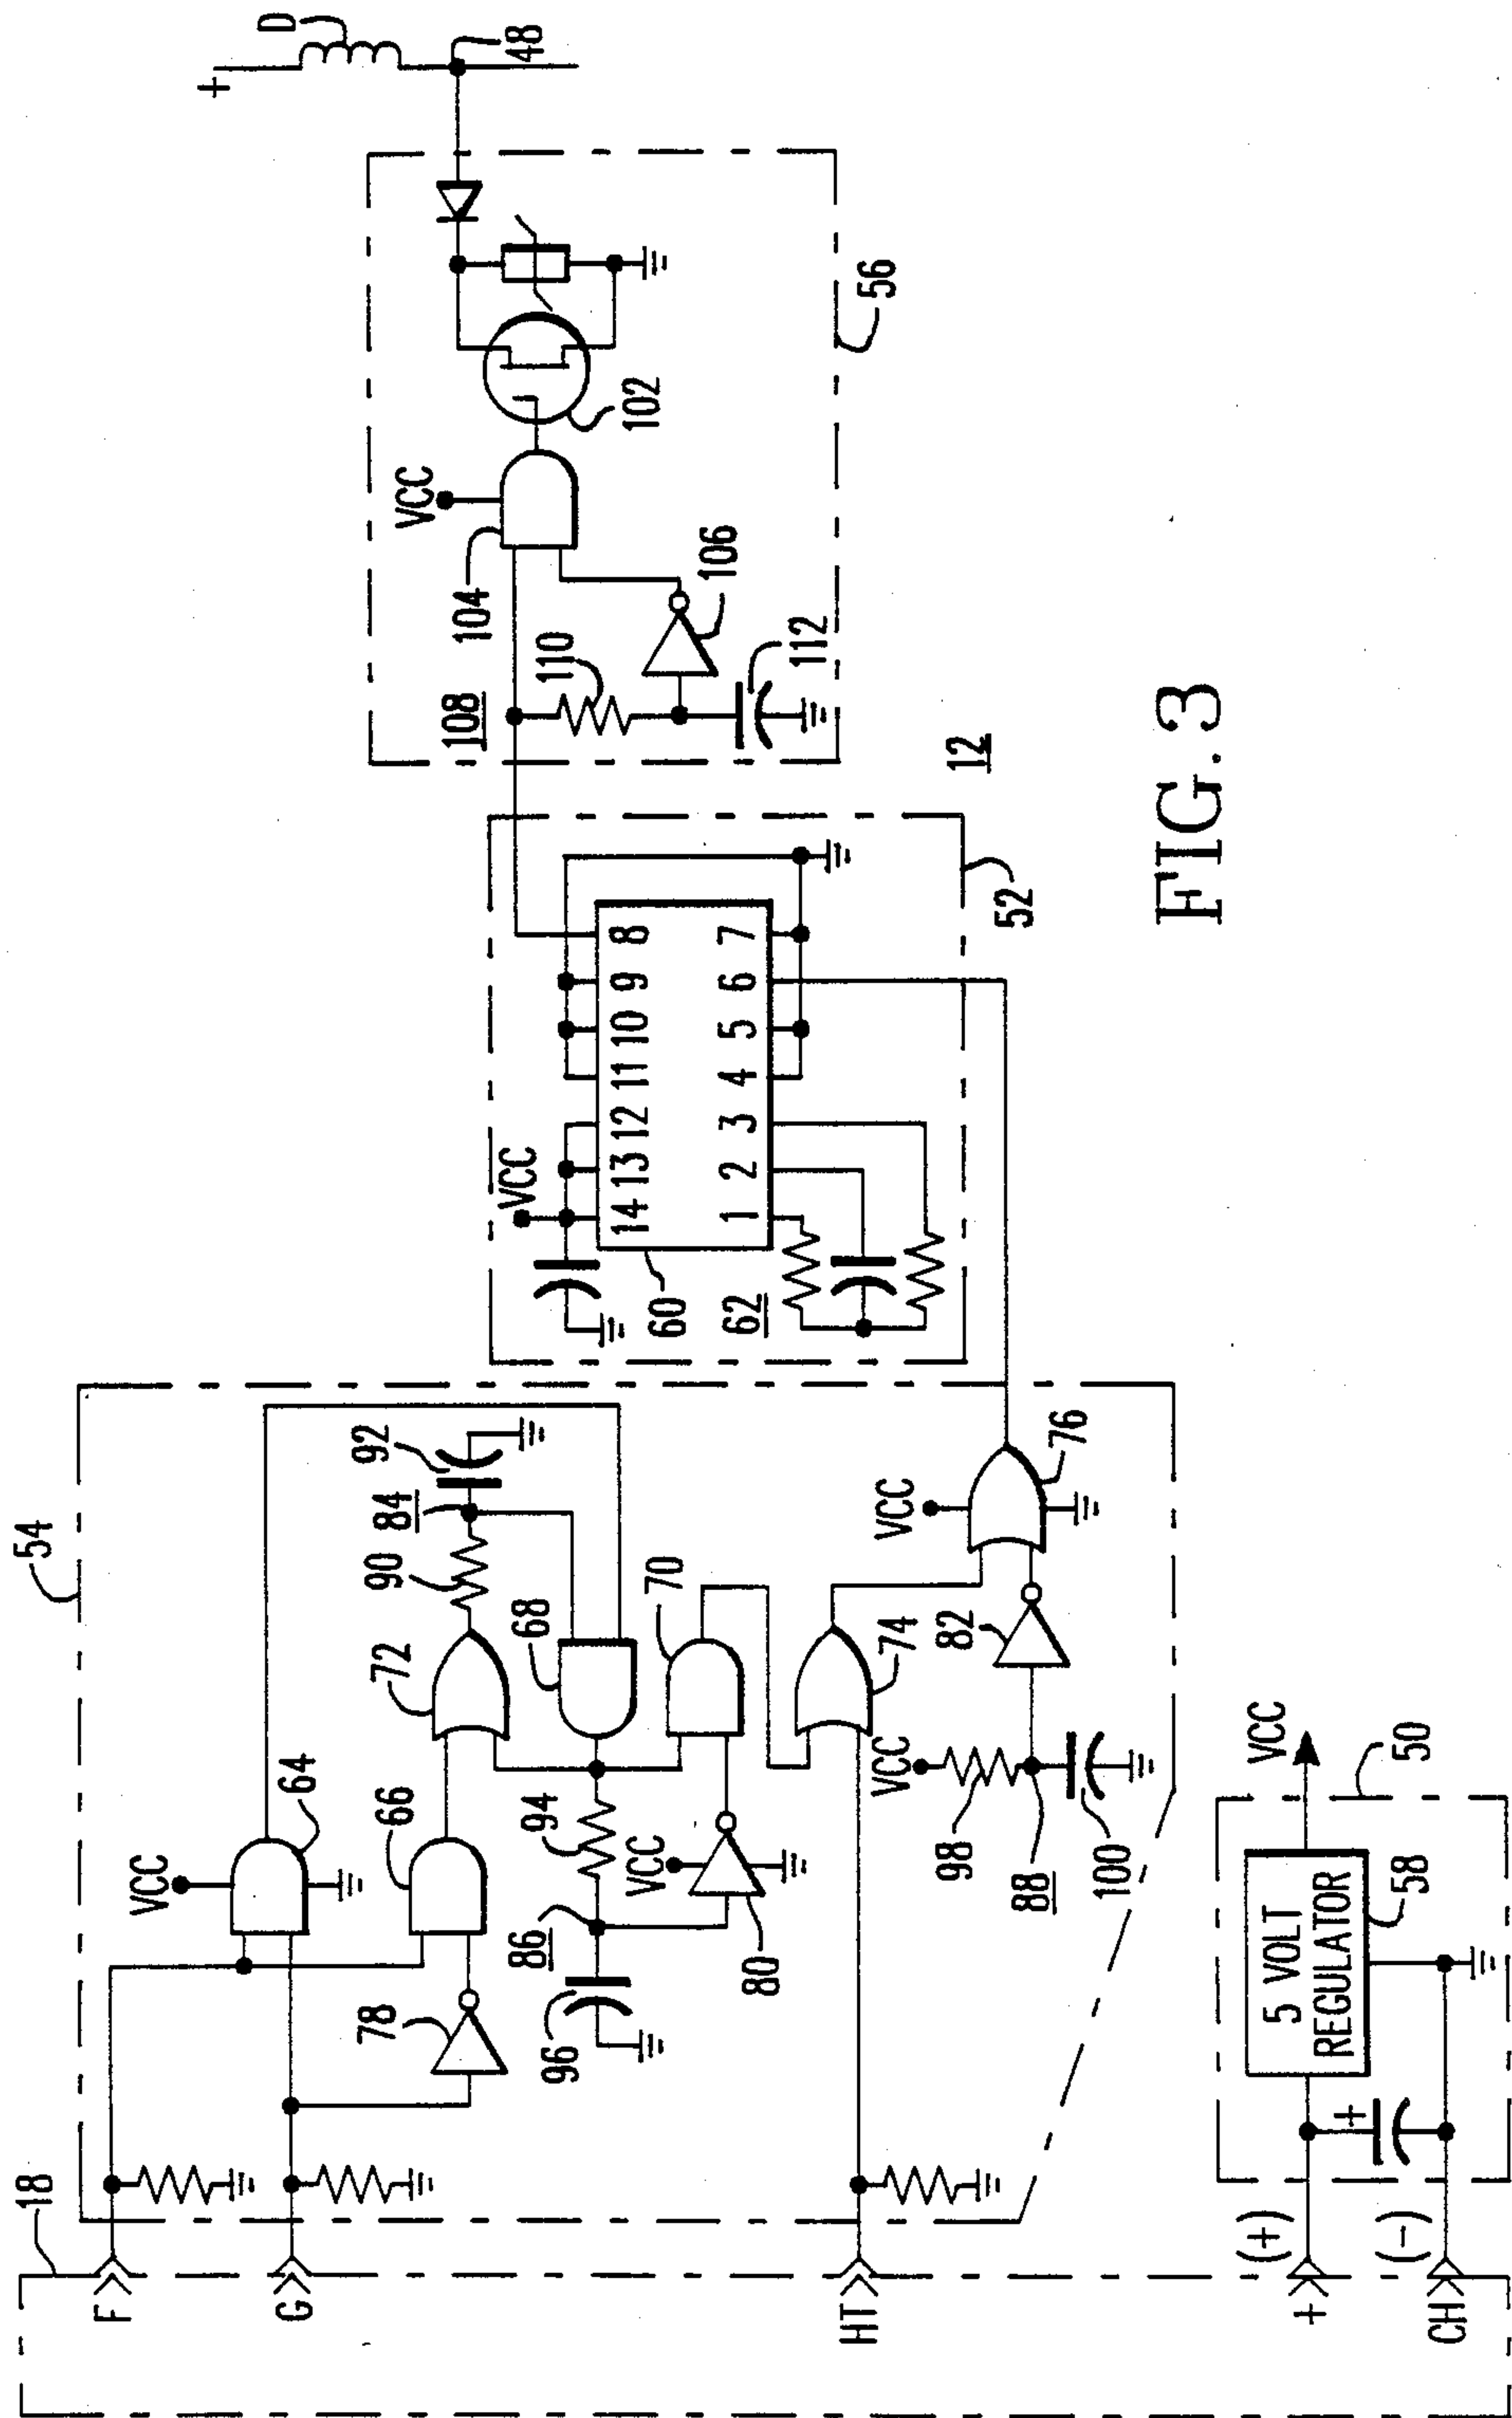 18
F
G
HT
+
CH
(+)
(-)
54
VCC
64
66
78
72
90
92
84
68
94
86
96
VCC
80
70
74
VCC
98
88
100
82
VCC
76
5 VOLT
REGULATOR
58
VCC
50
VCC
14 13 12 11 10 9 8
1 2 3 4 5 6 7
60
62
52
12
108
110
112
106
104
VCC
102
56
+
D
48
+
FIG. 3